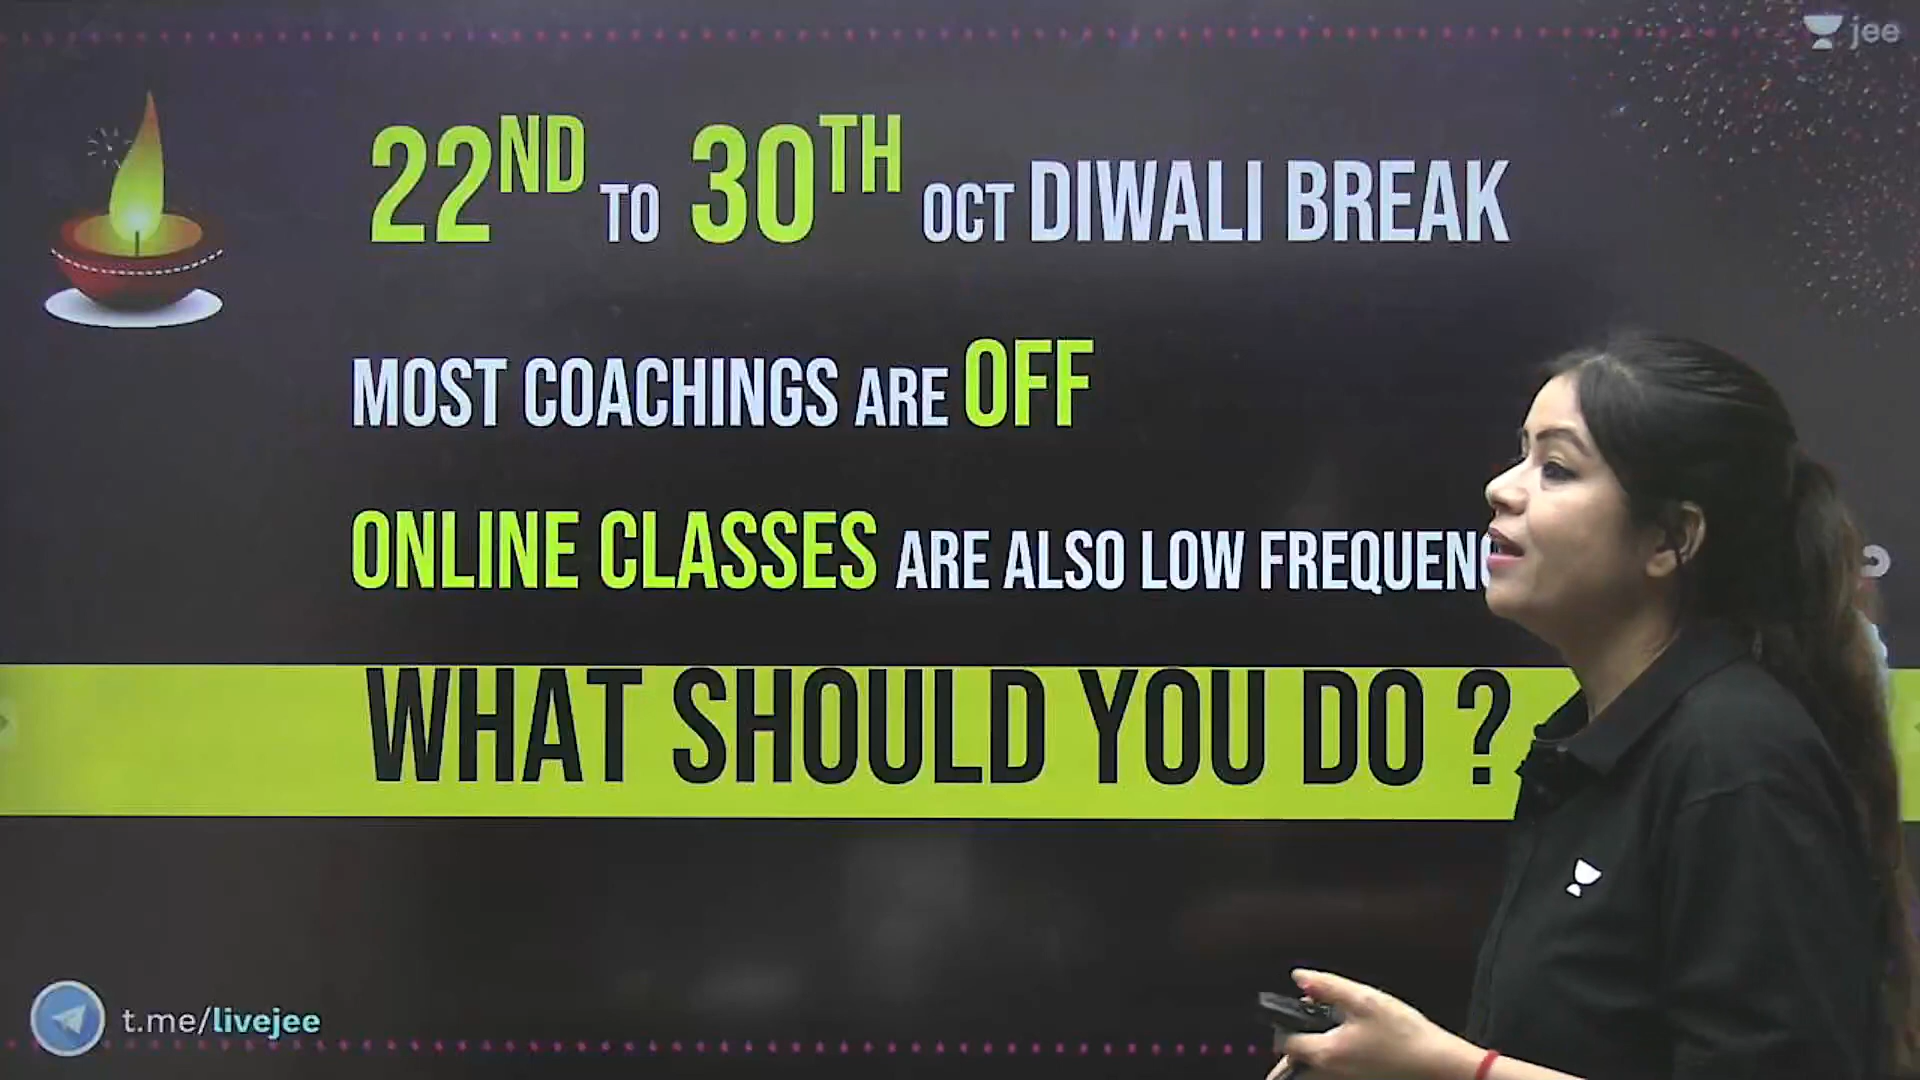 jee
22ND TO 30TH OCT DIWALI BREAK
MOST COACHINGS ARE OFF
ONLINE CLASSES ARE ALSO LOW
WHAT SHOULD YOU DO ?
t.me/livejee